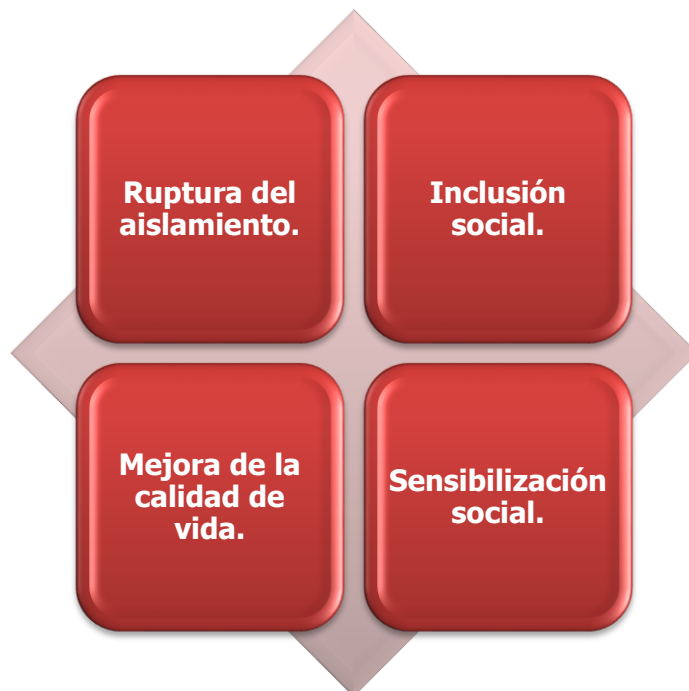 Ruptura del
aislamiento.
Inclusión
social.
Mejora de la
calidad de
vida.
Sensibilización
social.